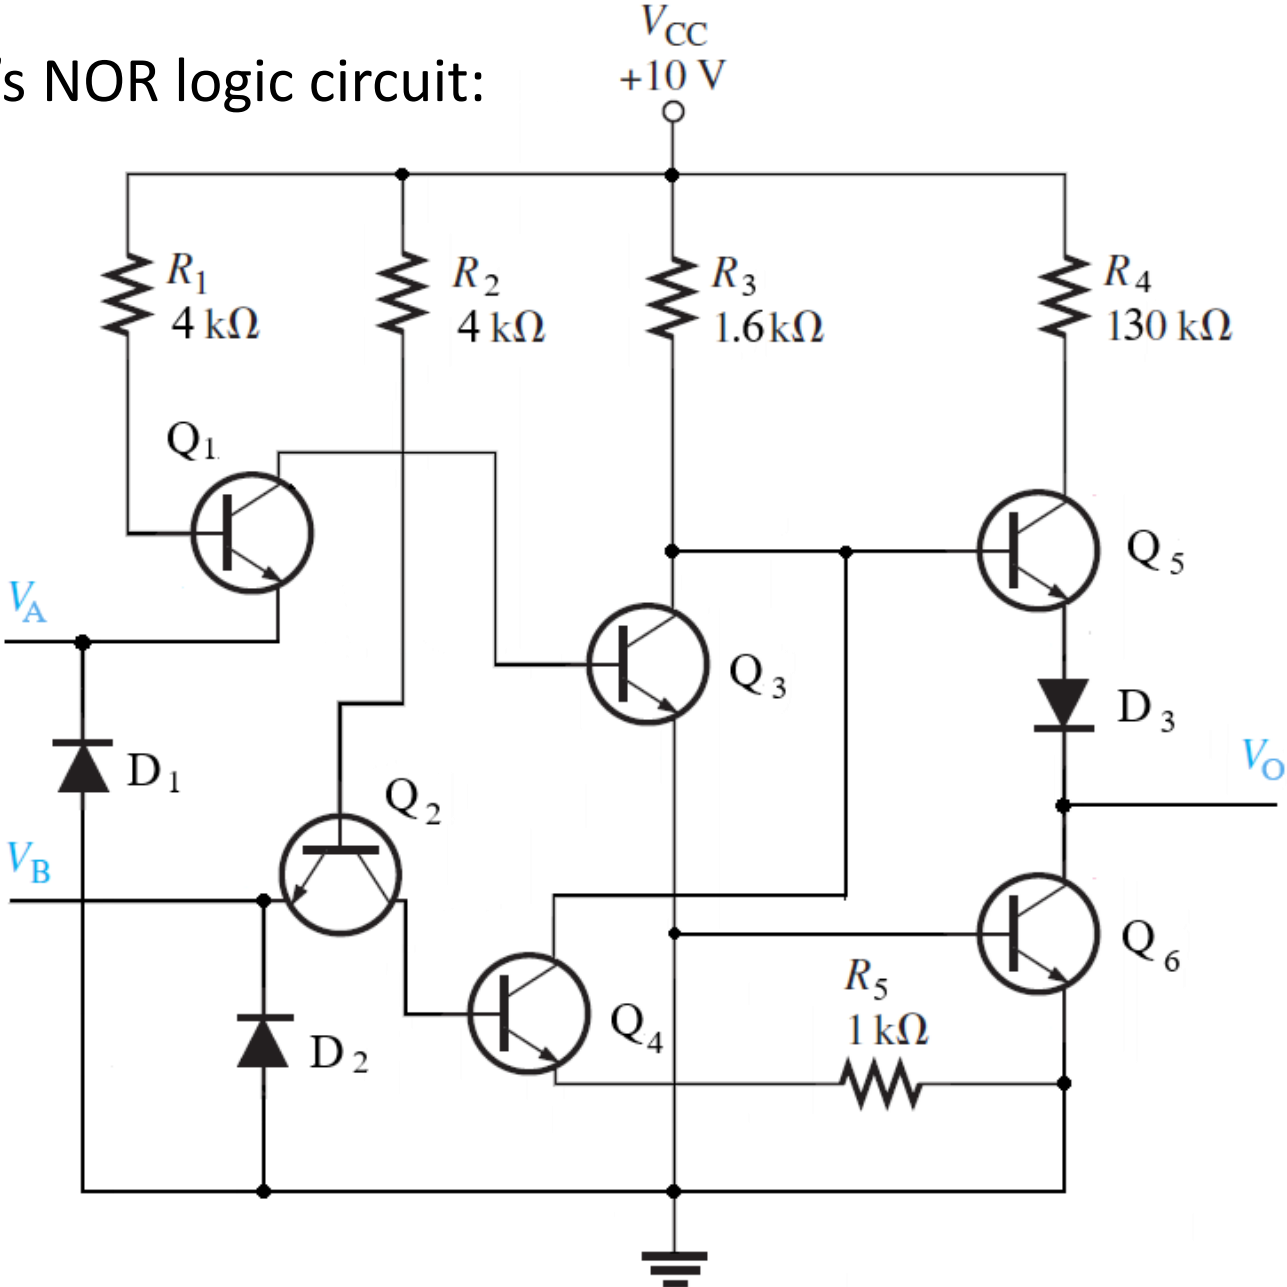 's NOR logic circuit:
VCC
+10 V
R1
4 kΩ
R2
4 kΩ
R3
1.6kΩ
R4
130 kΩ
Q1.
Q5
VA
Q3
D3
D1
VO
Q2
VB
Q6
R5
1 kΩ
Q4
D2